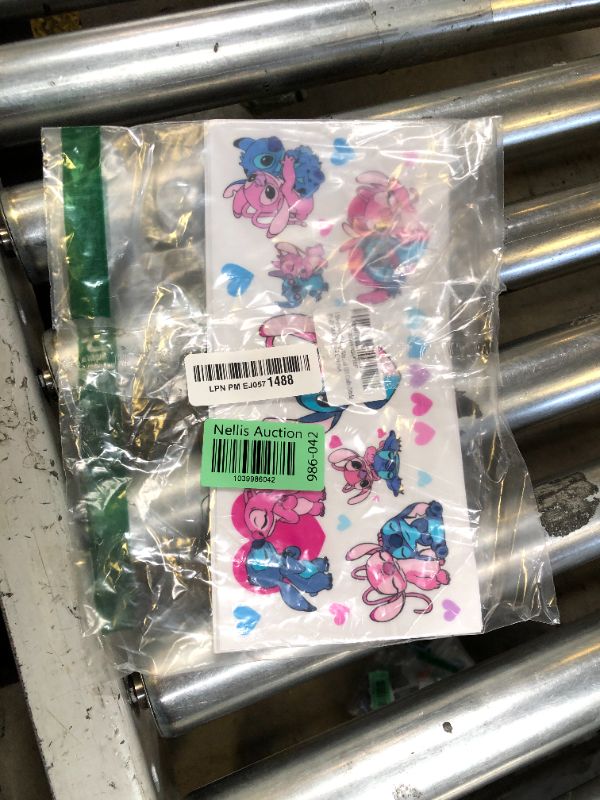 LPN PM EJ057 1488
Nellis Auction
986-042
1039986042